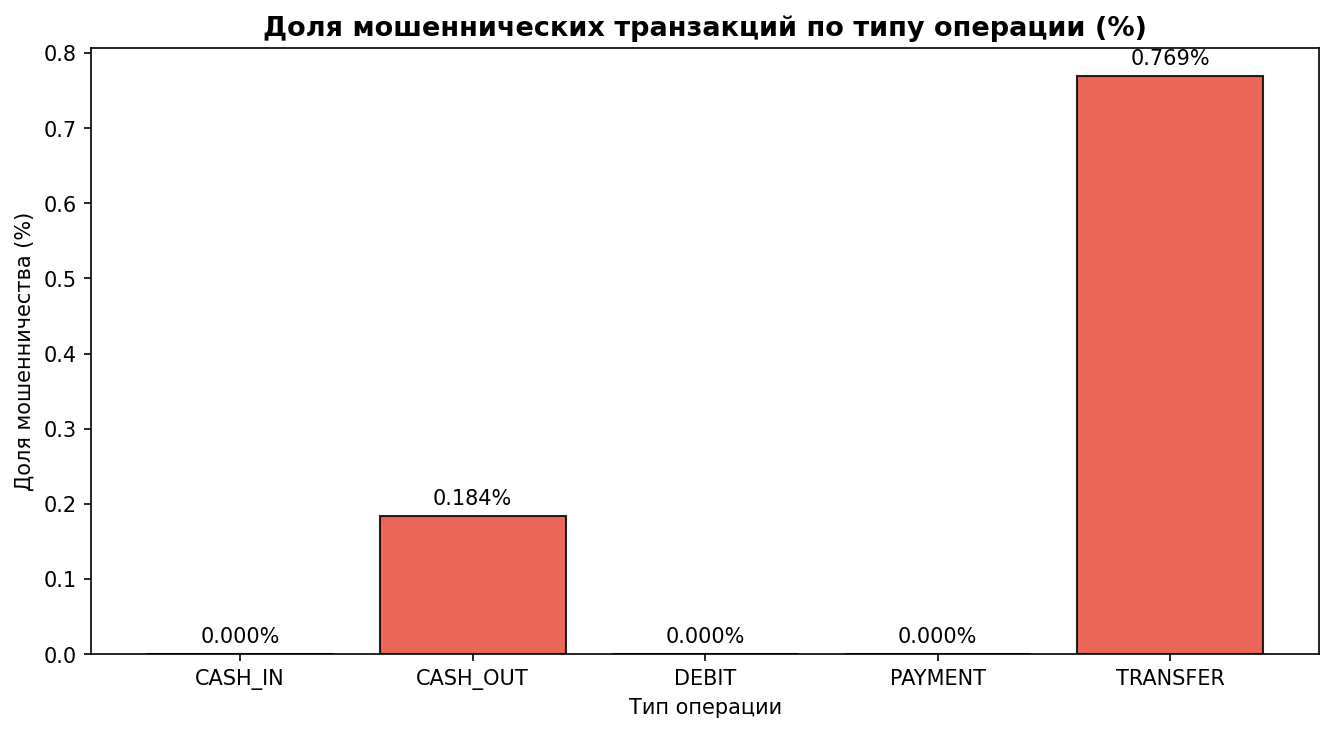 Доля мошеннических транзакций по типу операции (%)
0.8
0.7
0.6
0.5
0.4
0.3
0.2
0.1
0.0
Доля мошенничества (%)
0.000%
0.184%
0.000%
0.000%
0.769%
CASH_IN
CASH_OUT
DEBIT
PAYMENT
TRANSFER
Тип операции